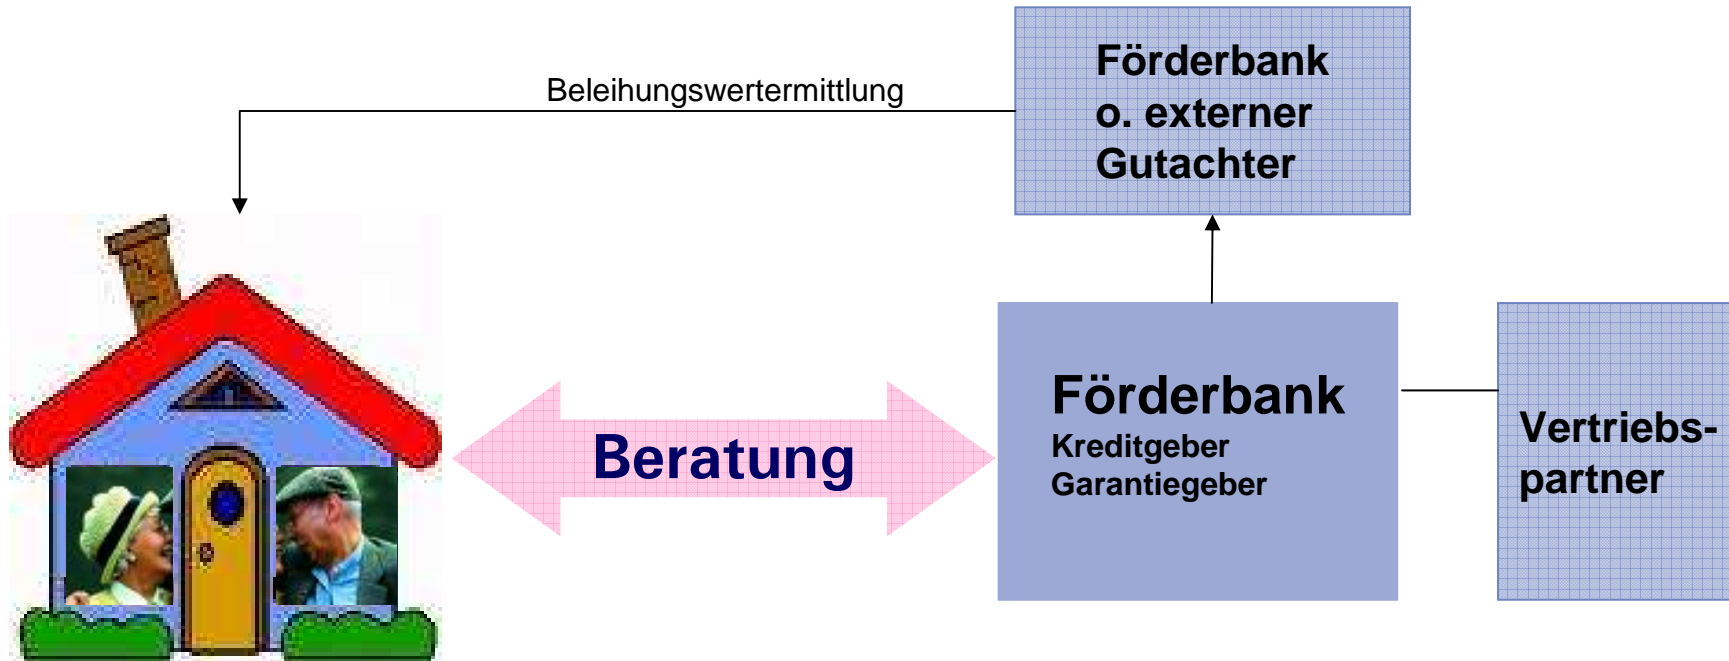 Beleihungswertermittlung
Förderbank
o. externer
Gutachter
Beratung
Förderbank
Kreditgeber
Garantiegeber
Vertriebs-
partner